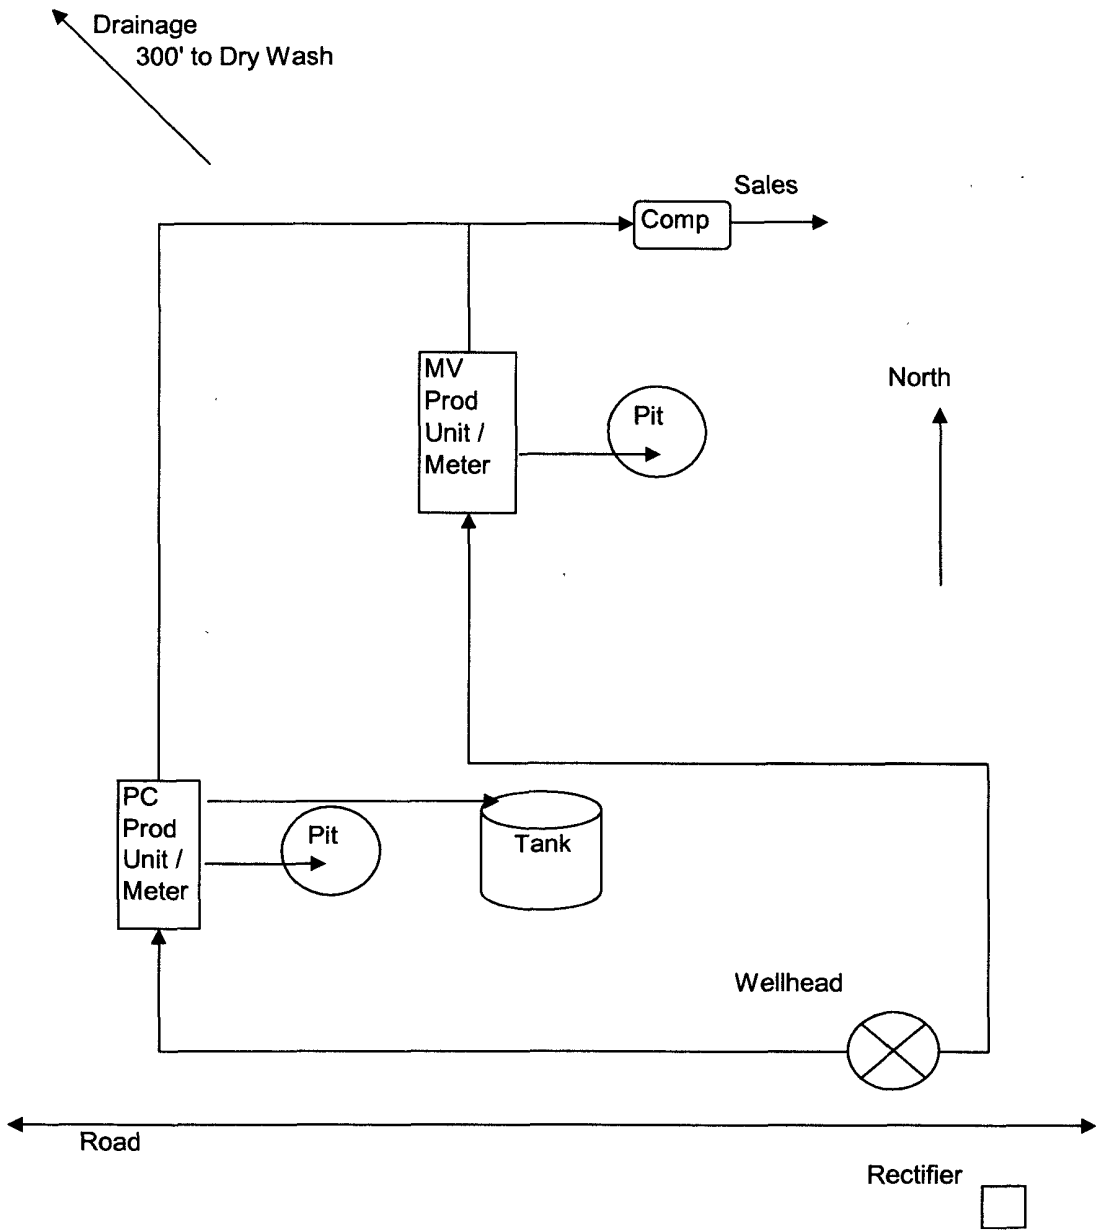 Drainage
300' to Dry Wash
Sales
Comp
MV
Prod
Unit /
Meter
Pit
North
PC
Prod
Unit /
Meter
Pit
Tank
Wellhead
Road
Rectifier